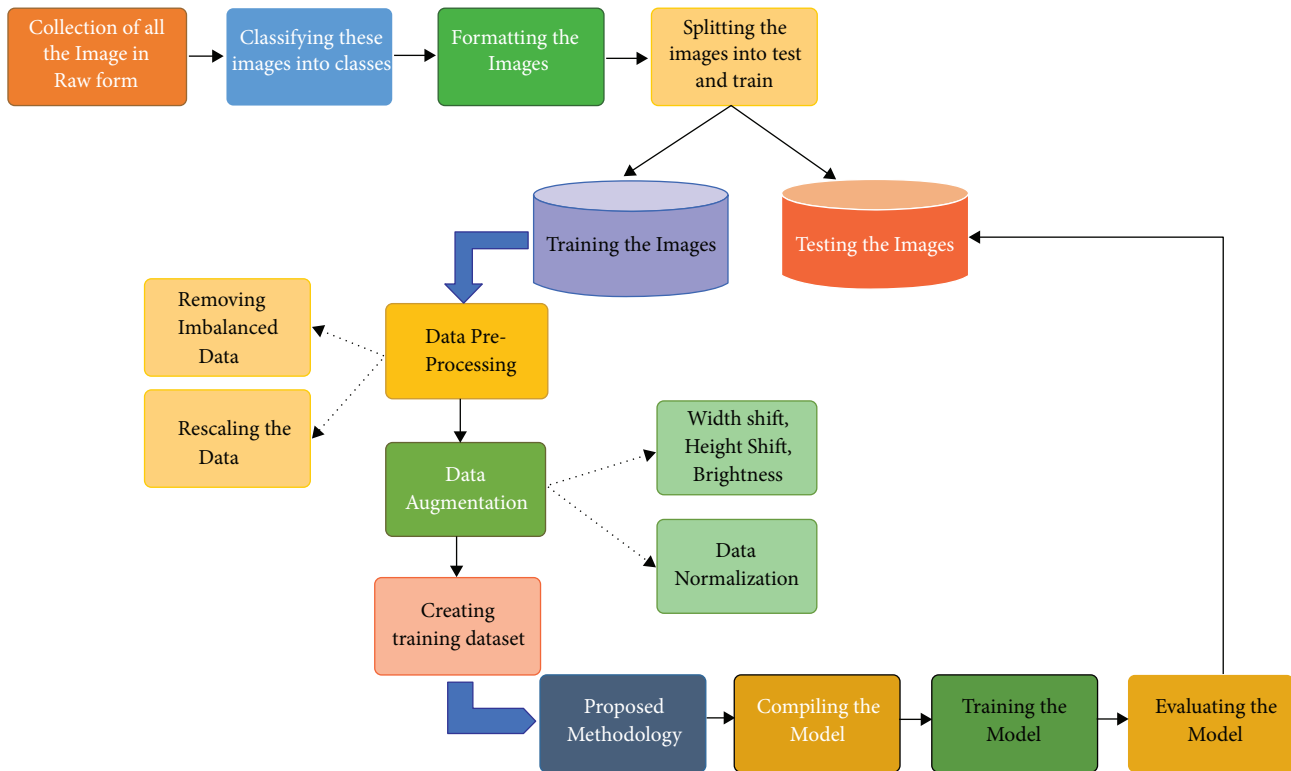 Collection of all
the Image in
Raw form
Classifying these
images into classes
Formatting the
Images
Splitting the
images into test
and train
Training the Images
Testing the Images
Removing
Imbalanced
Data
Data Pre-
Processing
Rescaling the
Data
Width shift,
Height Shift,
Brightness
Data
Augmentation
Data
Normalization
Creating
training dataset
Proposed
Methodology
Compiling the
Model
Training the
Model
Evaluating the
Model